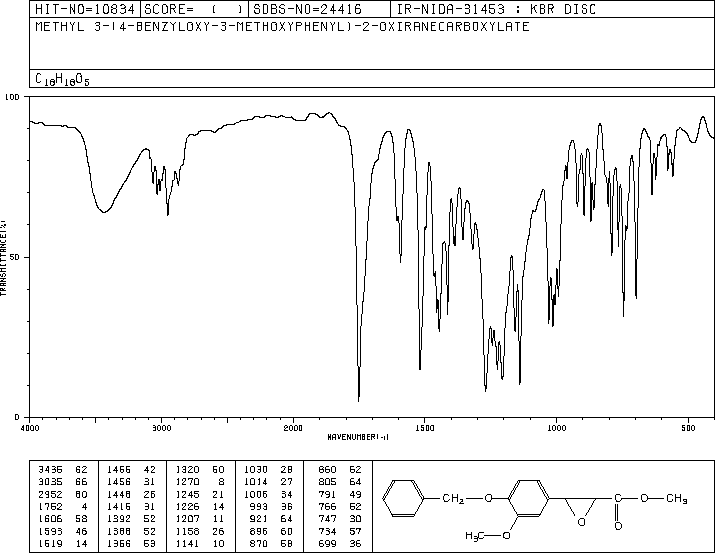 HIT-NO=10834 SCORE= ( ) SDBS-NO=24416 IR-NIDA-31453 : KBR DISC
METHYL 3-(4-BENZYLOXY-3-METHOXYPHENYL)-2-OXIRANECARBOXYLATE
C18H18O5
100
50
0
TRANSMITTANCE(%)
4000 3000 2000 1500 1000 500
WAVENUMBER(-1)
3435 62 1466 42 1320 50 1030 28 860 62
3035 66 1456 31 1270 8 1014 27 805 64
2952 60 1448 26 1245 21 1006 34 791 49
1752 4 1416 31 1226 14 993 36 766 52
1606 58 1392 52 1207 11 921 64 747 30
1593 46 1388 52 1158 26 896 60 734 57
1519 14 1356 53 1141 10 870 58 699 36
CH2 O C O CH3
O O
H3C O